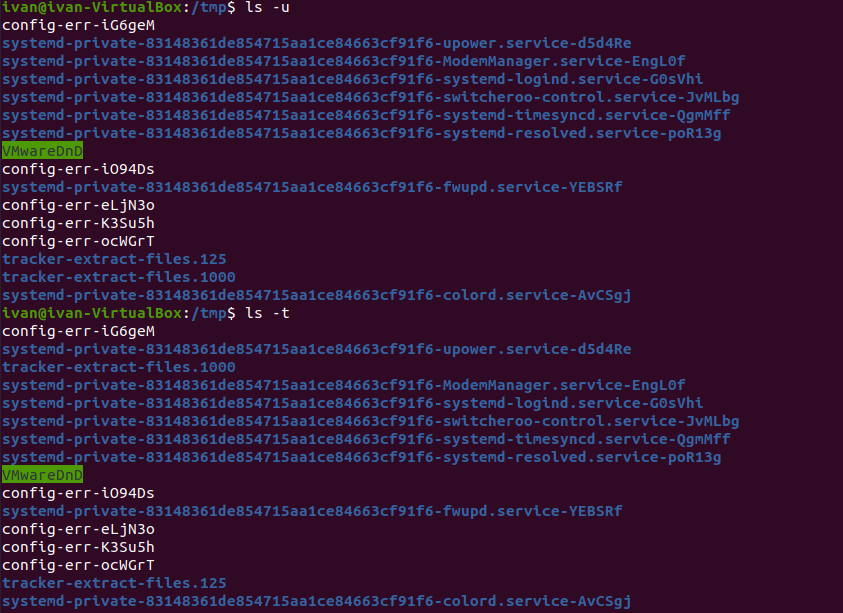 ivan@ivan-VirtualBox:/tmp$ ls -u
config-err-iG6geM
systemd-private-83148361de854715aa1ce84663cf91f6-upower.service-d5d4Re
systemd-private-83148361de854715aa1ce84663cf91f6-ModemManager.service-EngL0f
systemd-private-83148361de854715aa1ce84663cf91f6-systemd-logind.service-G0sVhi
systemd-private-83148361de854715aa1ce84663cf91f6-switcheroo-control.service-JvMLbg
systemd-private-83148361de854715aa1ce84663cf91f6-systemd-timesyncd.service-QgmMff
systemd-private-83148361de854715aa1ce84663cf91f6-systemd-resolved.service-poR13g
VMwareDnD
config-err-iO94Ds
systemd-private-83148361de854715aa1ce84663cf91f6-fwupd.service-YEBSRf
config-err-eLjN3o
config-err-K3Su5h
config-err-ocWGrT
tracker-extract-files.125
tracker-extract-files.1000
systemd-private-83148361de854715aa1ce84663cf91f6-colord.service-AvCSgj
ivan@ivan-VirtualBox:/tmp$ ls -t
config-err-iG6geM
systemd-private-83148361de854715aa1ce84663cf91f6-upower.service-d5d4Re
tracker-extract-files.1000
systemd-private-83148361de854715aa1ce84663cf91f6-ModemManager.service-EngL0f
systemd-private-83148361de854715aa1ce84663cf91f6-systemd-logind.service-G0sVhi
systemd-private-83148361de854715aa1ce84663cf91f6-switcheroo-control.service-JvMLbg
systemd-private-83148361de854715aa1ce84663cf91f6-systemd-timesyncd.service-QgmMff
systemd-private-83148361de854715aa1ce84663cf91f6-systemd-resolved.service-poR13g
VMwareDnD
config-err-iO94Ds
systemd-private-83148361de854715aa1ce84663cf91f6-fwupd.service-YEBSRf
config-err-eLjN3o
config-err-K3Su5h
config-err-ocWGrT
tracker-extract-files.125
systemd-private-83148361de854715aa1ce84663cf91f6-colord.service-AvCSgj